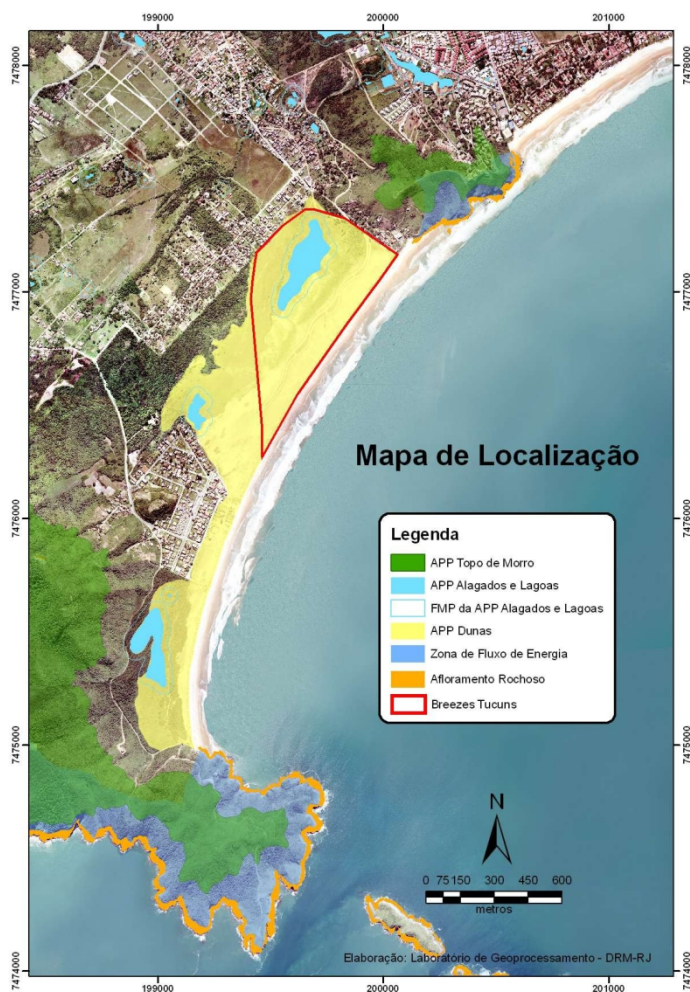 199000 200000 201000
7478000 7478000
7477000 7477000
Mapa de Localização
7476000 7476000
Legenda
APP Topo de Morro
APP Alagados e Lagoas
FMP da APP Alagados e Lagoas
APP Dunas
Zona de Fluxo de Energia
Afloramento Rochoso
Breezes Tucuns
7475000 7475000
N
0 75 150 300 450 600
metros
Elaboração: Laboratório de Geoprocessamento - DRM-RJ
7474000 7474000
199000 200000 201000